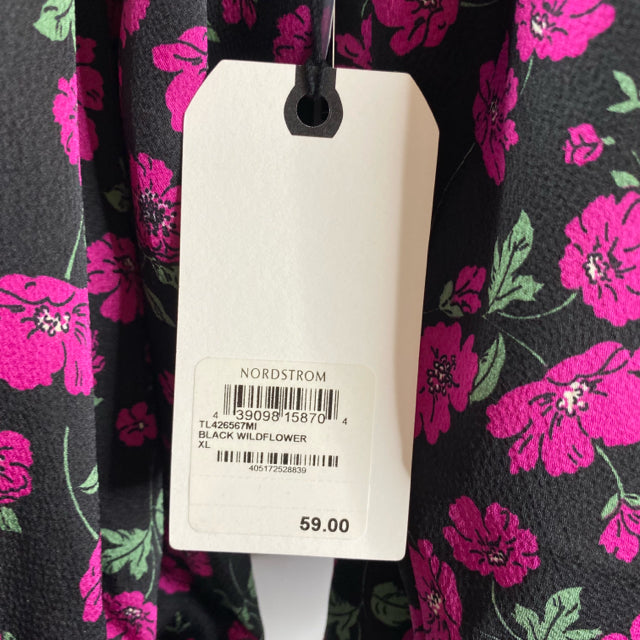 NORDSTROM
4 39098 15870 4
TL426567MI
BLACK WILDFLOWER
XL
405172528839
59.00